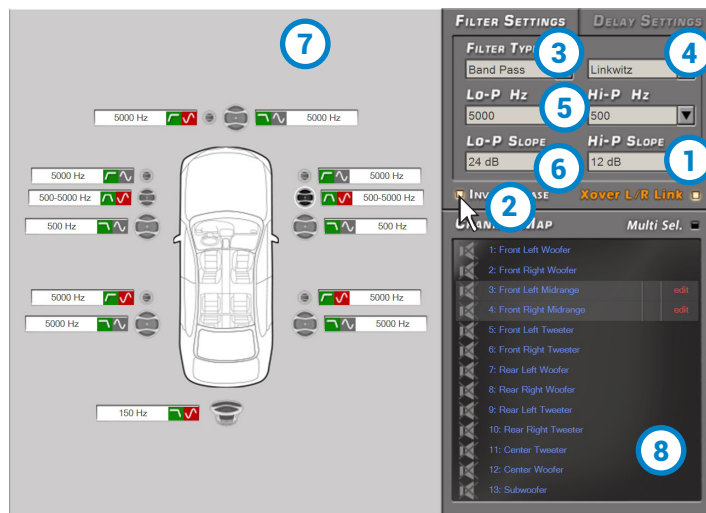 FILTER SETTINGS
DELAY SETTINGS
7
FILTER TYP
3
4
Band Pass
Linkwitz
LO-P HZ
HI-P HZ
5
5000
500
LO-P SLOPE
HI-P SLOPE
6
1
24 dB
12 dB
2
XOVER L/R LINK
CHANNEL MAP
MULTI SEL.
5000 Hz
5000 Hz
5000 Hz
5000 Hz
500-5000 Hz
500-5000 Hz
500 Hz
500 Hz
5000 Hz
5000 Hz
5000 Hz
5000 Hz
150 Hz
1: Front Left Woofer
2: Front Right Woofer
3: Front Left Midrange edit
4: Front Right Midrange edit
5: Front Left Tweeter
6: Front Right Tweeter
7: Rear Left Woofer
8: Rear Right Woofer
9: Rear Left Tweeter
10: Rear Right Tweeter
11: Center Tweeter
12: Center Woofer
13: Subwoofer
8